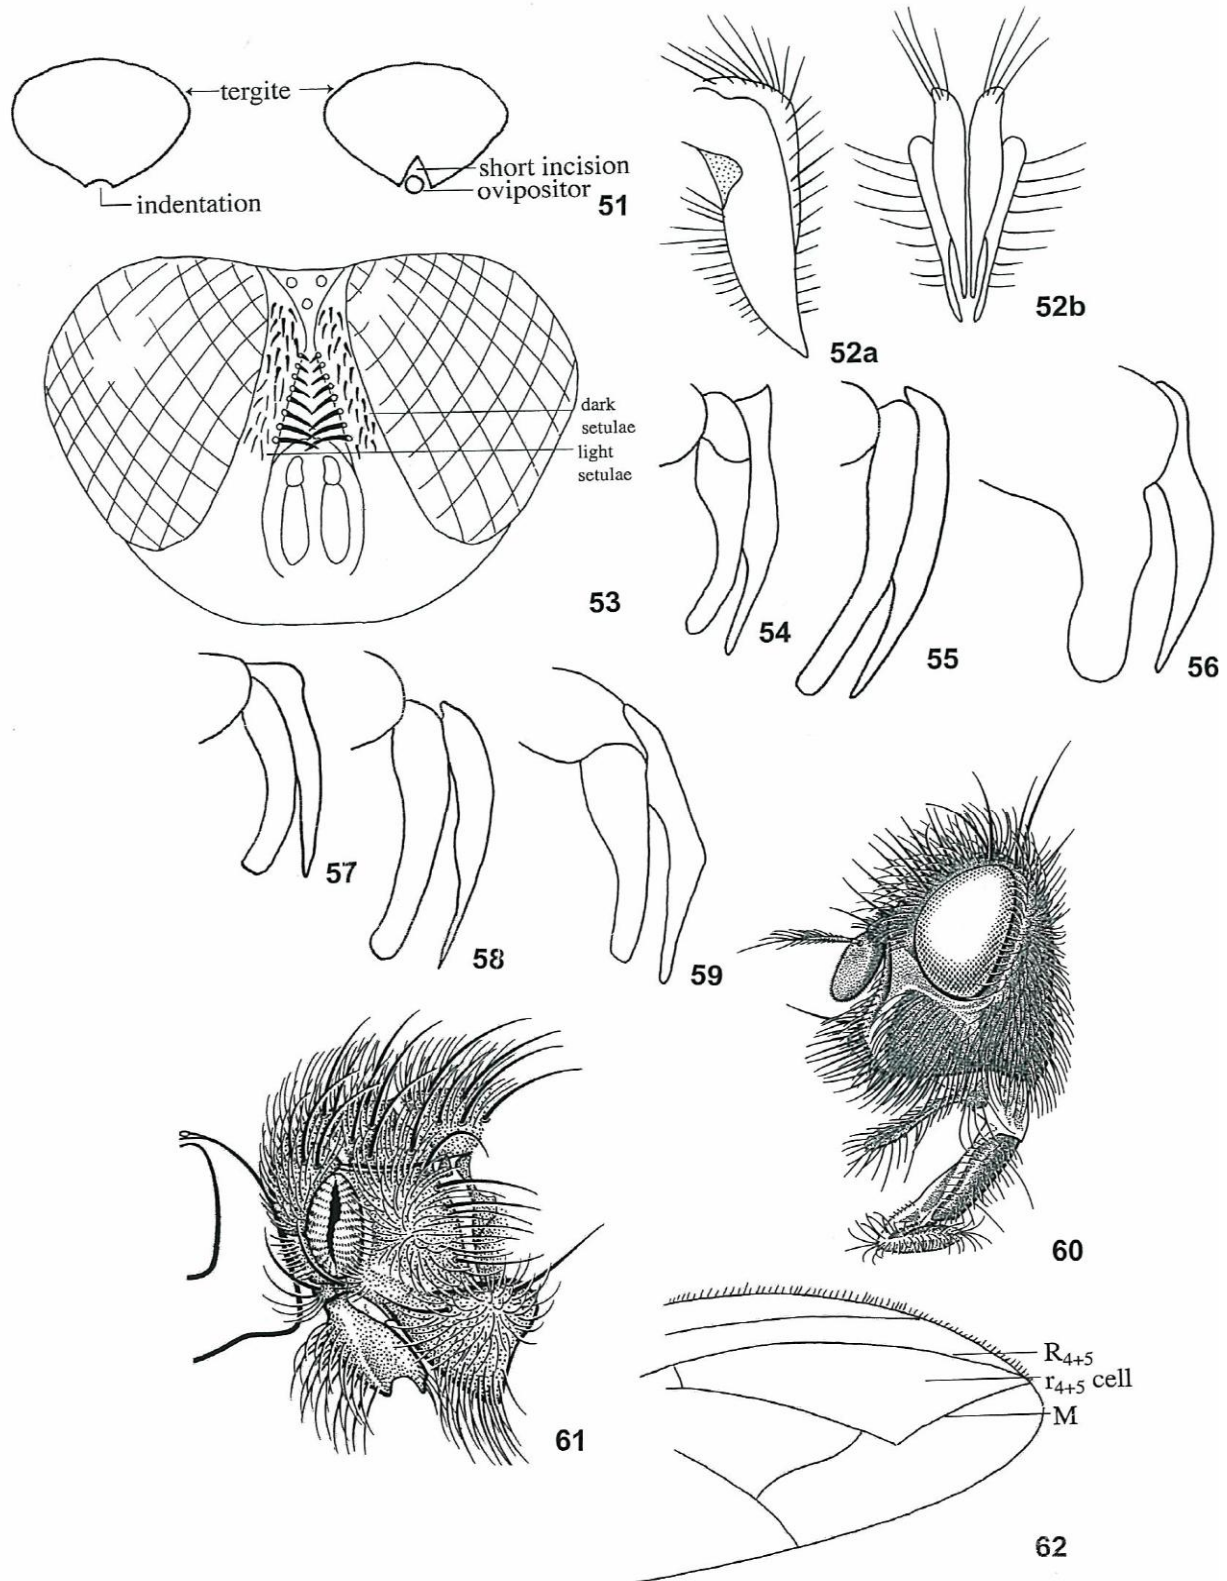 tergite
short incision
ovipositor
indentation
51
52a
52b
dark
setulae
light
setulae
53
54
55
56
57
58
59
60
61
R4+5
r4+5 cell
M
62